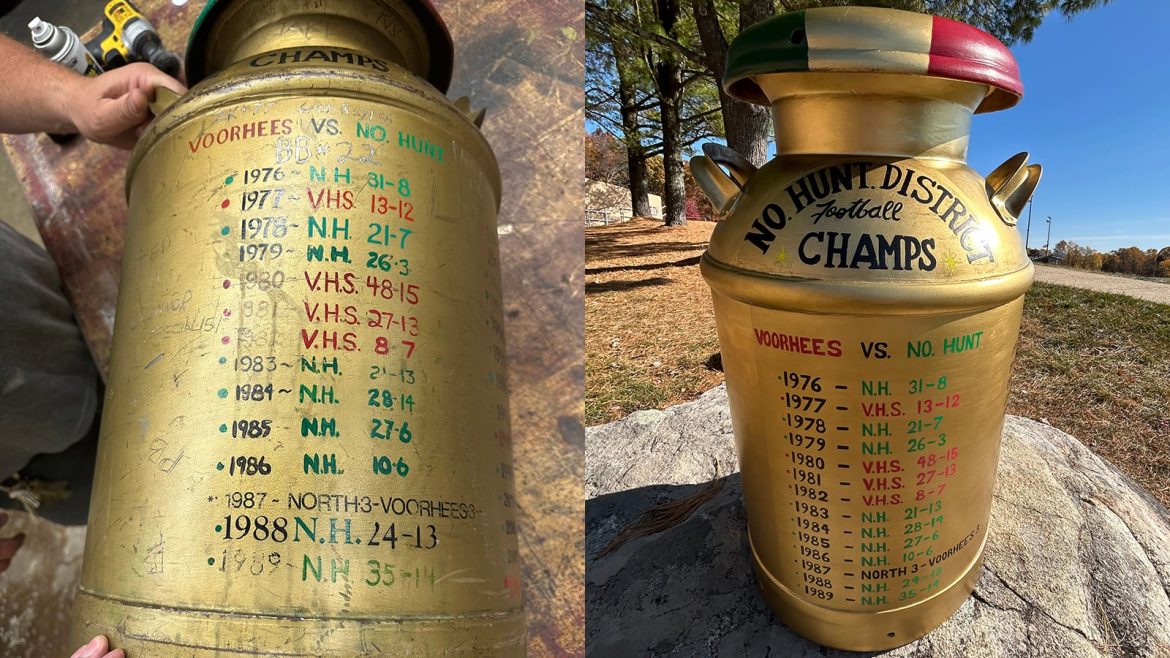 CHAMPS
VOORHEES VS. NO. HUNT
BB#22
1976~ N.H. 31-8
1977~ V.H.S. 13-12
1978~ N.H. 21-7
1979~ N.H. 26-3
1980~ V.H.S. 48-15
1981~ V.H.S. 27-13
1982~ V.H.S. 8-7
1983~ N.H. 21-13
1984~ N.H. 28-14
1985~ N.H. 27-6
1986~ N.H. 10-6
* 1987~ NORTH3-VOORHEES3-
1988 N.H. 24-13
1989~ N.H. 35-14
NO. HUNT. DISTRICT
Football
CHAMPS
VOORHEES VS. NO. HUNT
1976 - N.H. 31-8
1977 - V.H.S. 13-12
1978 - N.H. 21-7
1979 - N.H. 26-3
1980 - V.H.S. 48-15
1981 - V.H.S. 27-13
1982 - V.H.S. 8-7
1983 - N.H. 21-13
1984 - N.H. 28-14
1985 - N.H. 27-6
1986 - N.H. 10-6
1987 - NORTH 3-VOORHEES-3
1988 - N.H. 24-13
1989 - N.H. 35-14